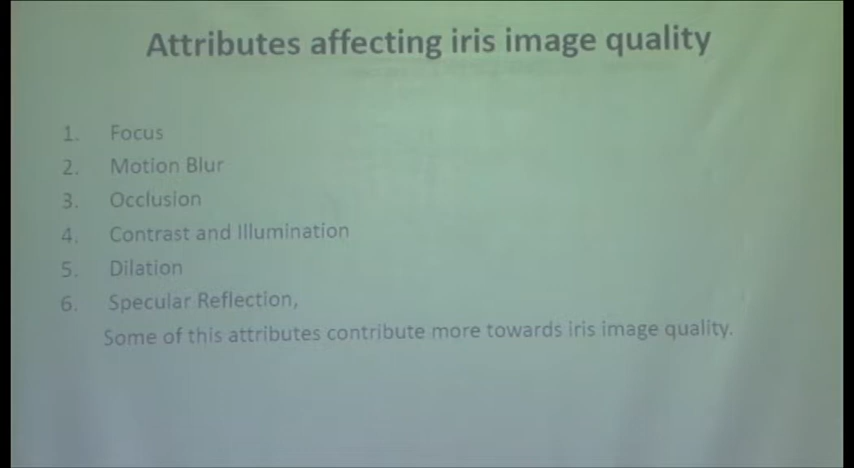 Attributes affecting iris image quality
1. Focus
2. Motion Blur
3. Occlusion
4. Contrast and Illumination
5. Dilation
6. Specular Reflection,
Some of this attributes contribute more towards iris image quality.